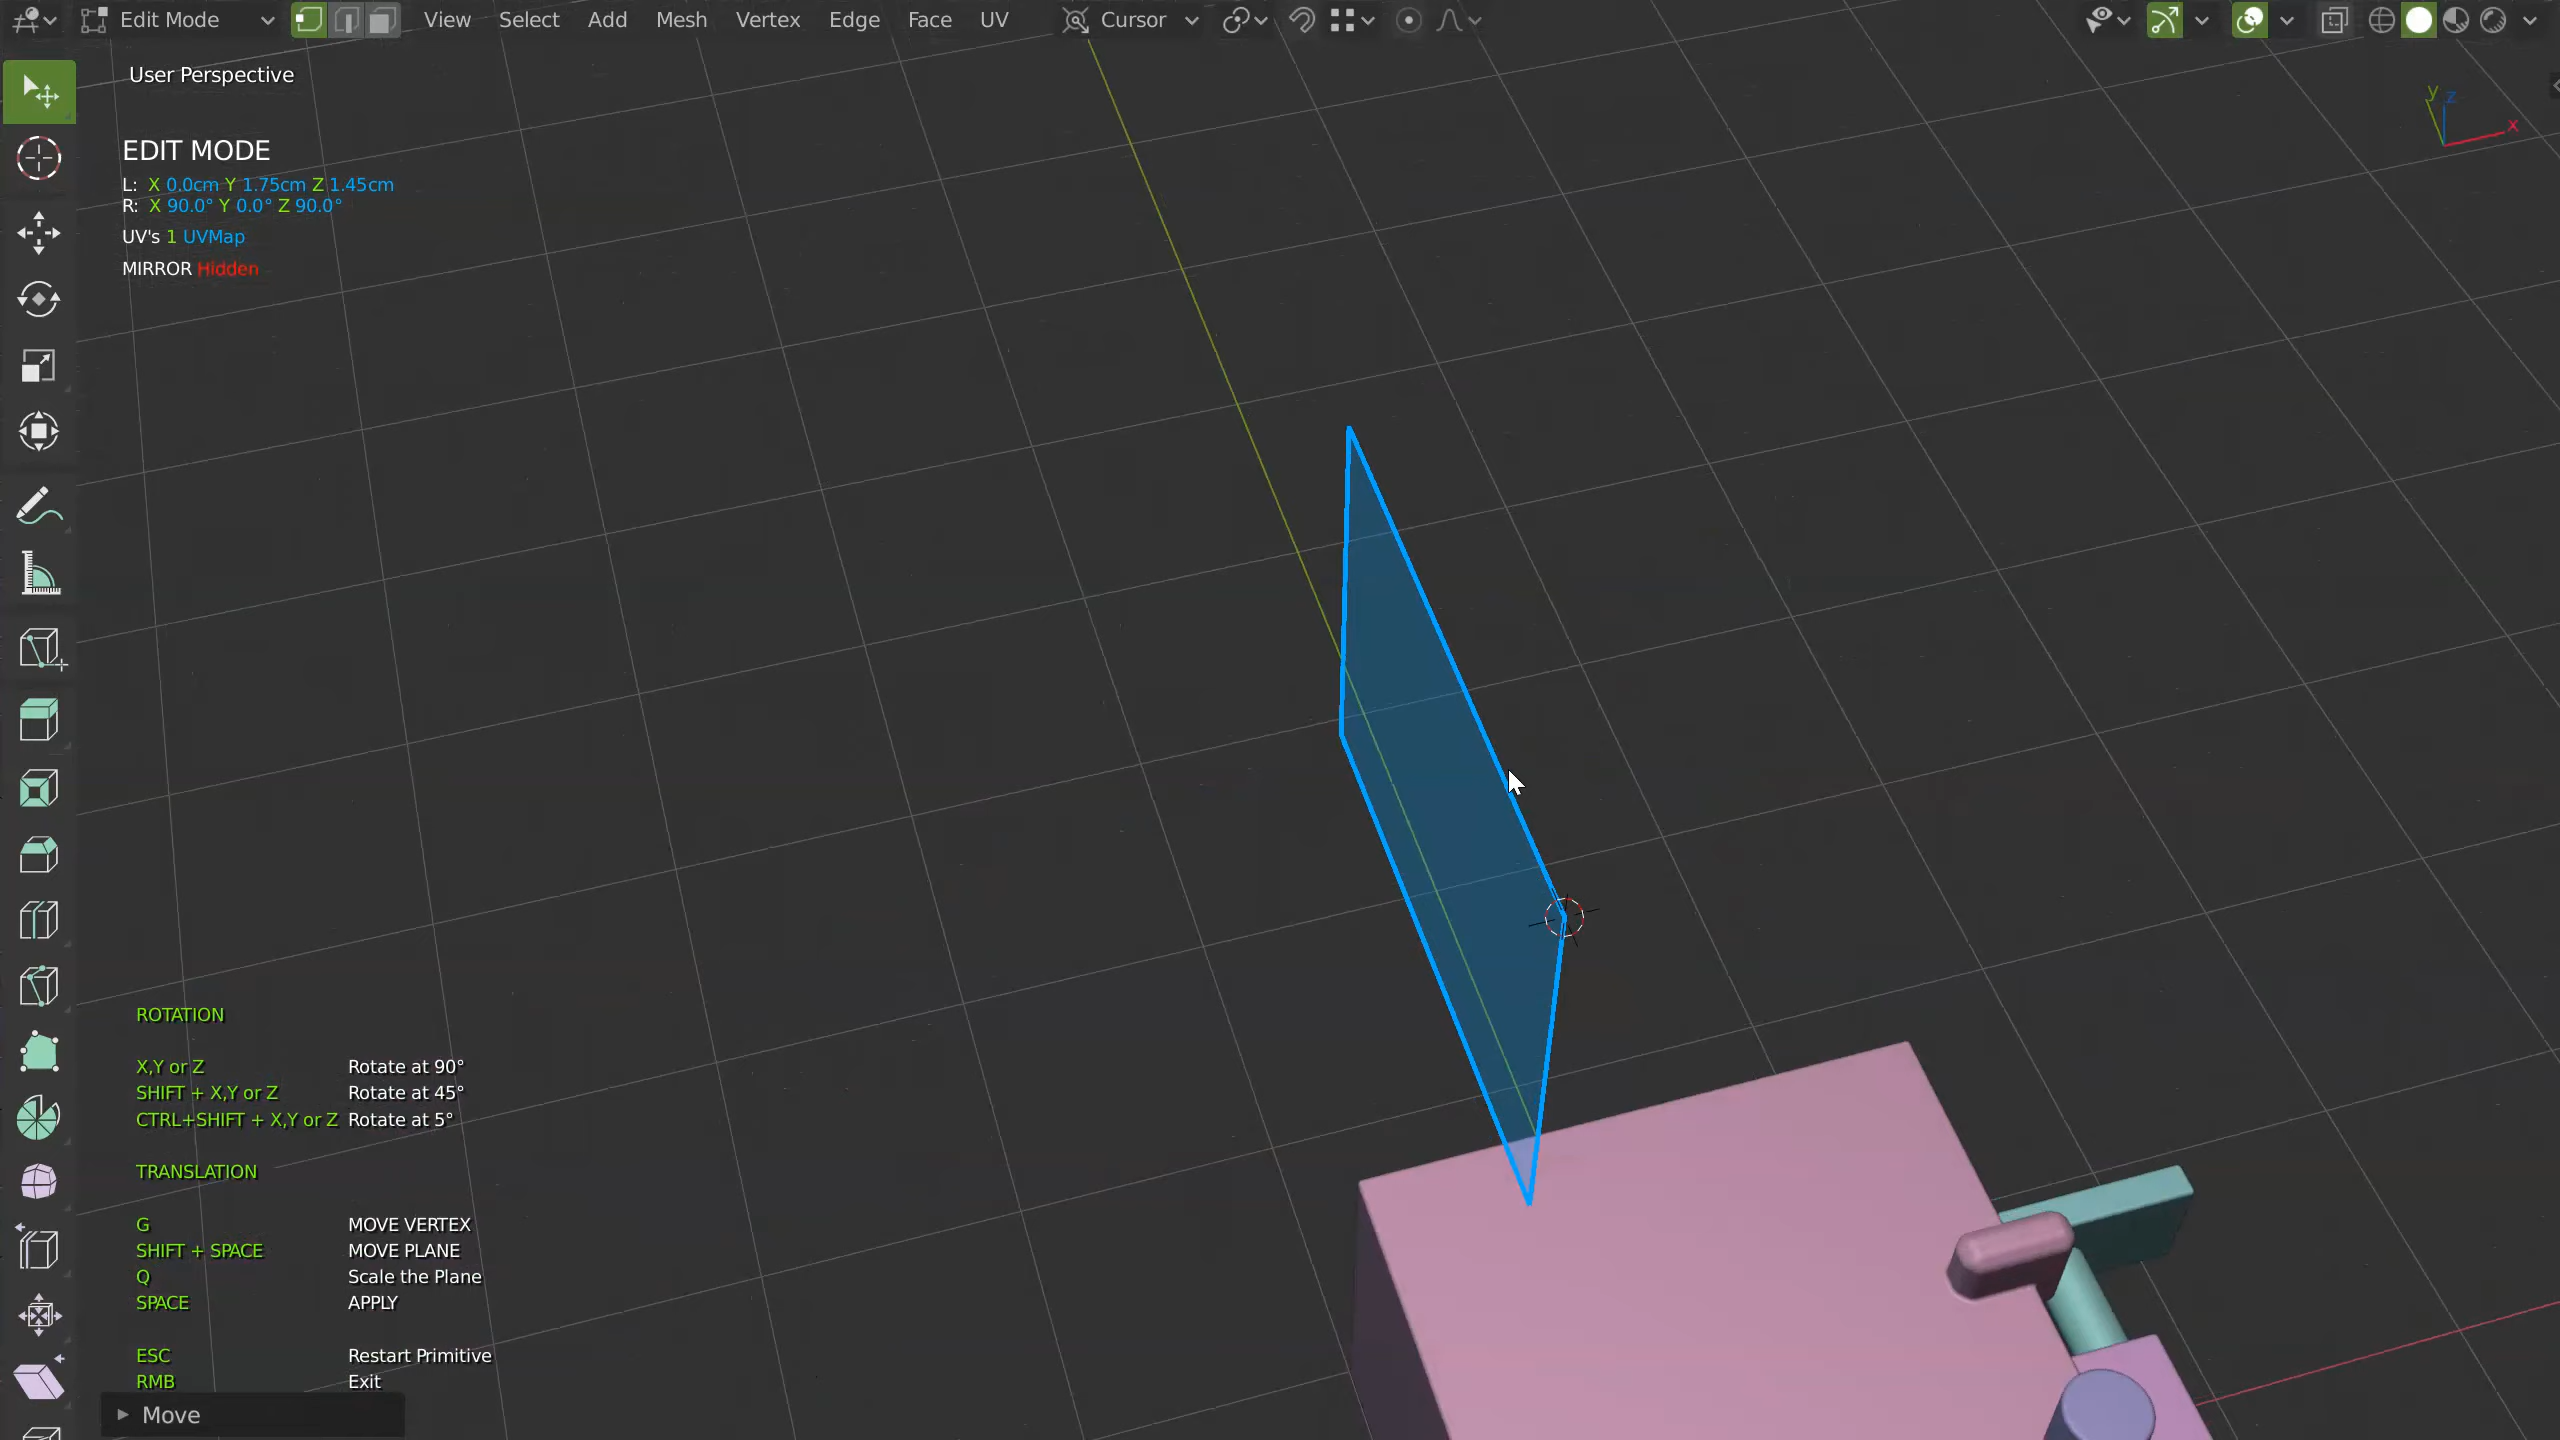 Edit Mode View Select Add Mesh Vertex Edge Face UV Cursor
User Perspective
y z x
EDIT MODE
L: X 0.0cm Y 1.75cm Z 1.45cm
R: X 90.0° Y 0.0° Z 90.0°
UV's 1 UVMap
MIRROR Hidden
ROTATION
X,Y or Z Rotate at 90°
SHIFT + X,Y or Z Rotate at 45°
CTRL+SHIFT + X,Y or Z Rotate at 5°
TRANSLATION
G MOVE VERTEX
SHIFT + SPACE MOVE PLANE
Q Scale the Plane
SPACE APPLY
ESC Restart Primitive
RMB Exit
Move